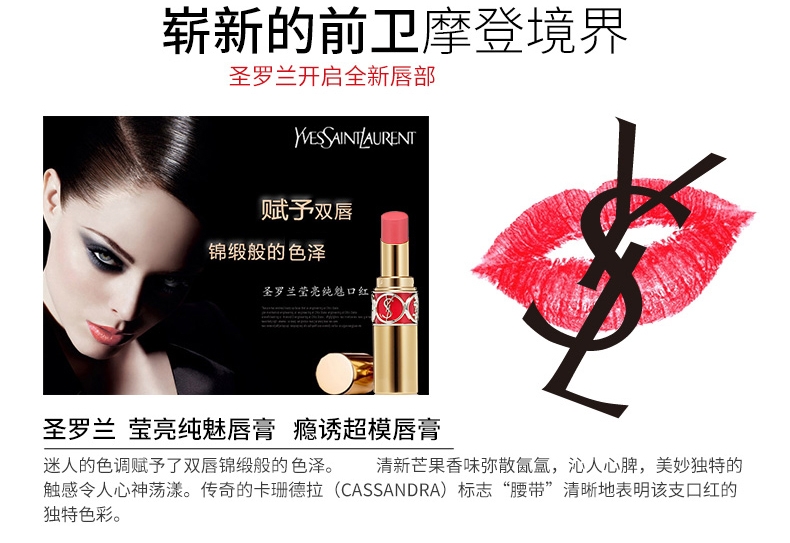 崭新的前卫摩登境界
圣罗兰开启全新唇部
YVESSAINTLAURENT
赋予双唇
锦缎般的色泽
圣罗兰莹亮纯魅口红
YSL
圣罗兰 莹亮纯魅唇膏 瘾诱超模唇膏
迷人的色调赋予了双唇锦缎般的色泽。 清新芒果香味弥散氤氲，沁人心脾，美妙独特的
触感令人心神荡漾。传奇的卡珊德拉（CASSANDRA）标志“腰带”清晰地表明该支口红的
独特色彩。